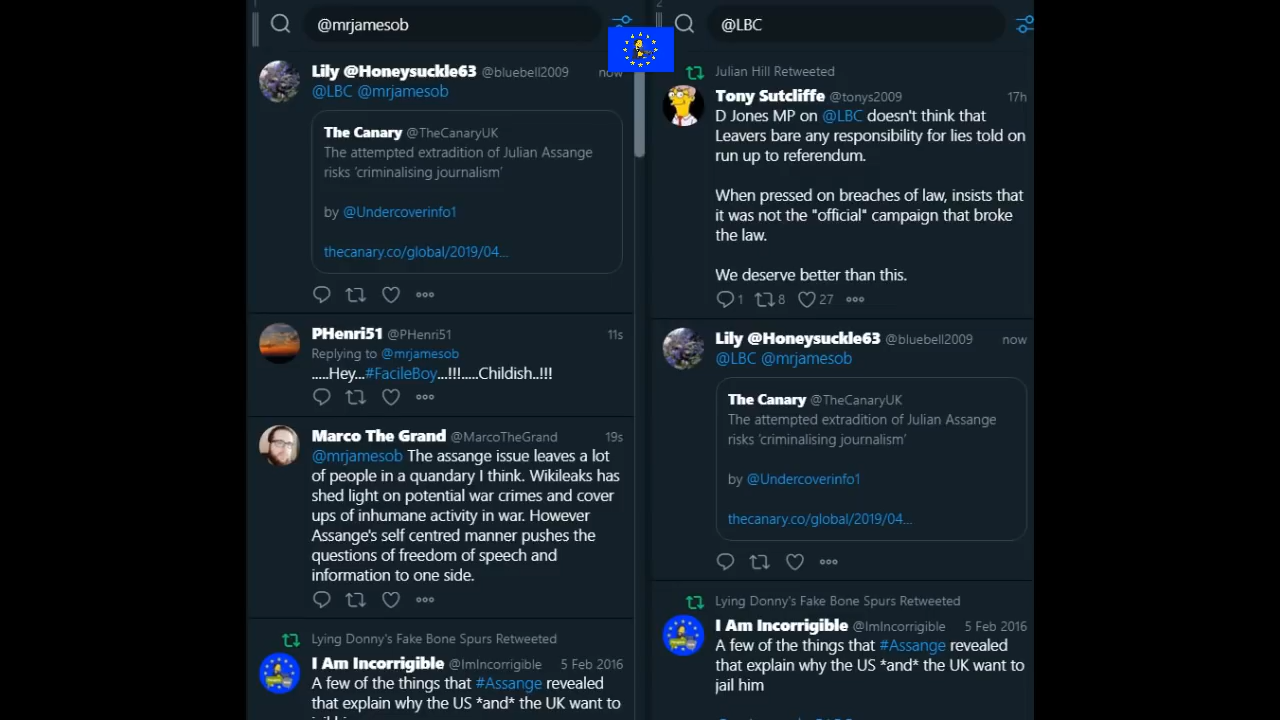 1
@mrjamesob
Lily @Honeysuckle63 @bluebell2009 now
@LBC @mrjamesob
The Canary @TheCanaryUK
The attempted extradition of Julian Assange
risks ‘criminalising journalism’
by @Undercoverinfo1
thecanary.co/global/2019/04...
PHenri51 @PHenri51 11s
Replying to @mrjamesob
.....Hey...#FacileBoy...!!!.....Childish..!!!
Marco The Grand @MarcoTheGrand 19s
@mrjamesob The assange issue leaves a lot
of people in a quandary I think. Wikileaks has
shed light on potential war crimes and cover
ups of inhumane activity in war. However
Assange's self centred manner pushes the
questions of freedom of speech and
information to one side.
Lying Donny's Fake Bone Spurs Retweeted
I Am Incorrigible @ImIncorrigible 5 Feb 2016
A few of the things that #Assange revealed
that explain why the US *and* the UK want to
jail him
2
@LBC
Julian Hill Retweeted
Tony Sutcliffe @tonys2009 17h
D Jones MP on @LBC doesn't think that
Leavers bare any responsibility for lies told on
run up to referendum.
When pressed on breaches of law, insists that
it was not the "official" campaign that broke
the law.
We deserve better than this.
1 8 27
Lily @Honeysuckle63 @bluebell2009 now
@LBC @mrjamesob
The Canary @TheCanaryUK
The attempted extradition of Julian Assange
risks ‘criminalising journalism’
by @Undercoverinfo1
thecanary.co/global/2019/04...
Lying Donny's Fake Bone Spurs Retweeted
I Am Incorrigible @ImIncorrigible 5 Feb 2016
A few of the things that #Assange revealed
that explain why the US *and* the UK want to
jail him